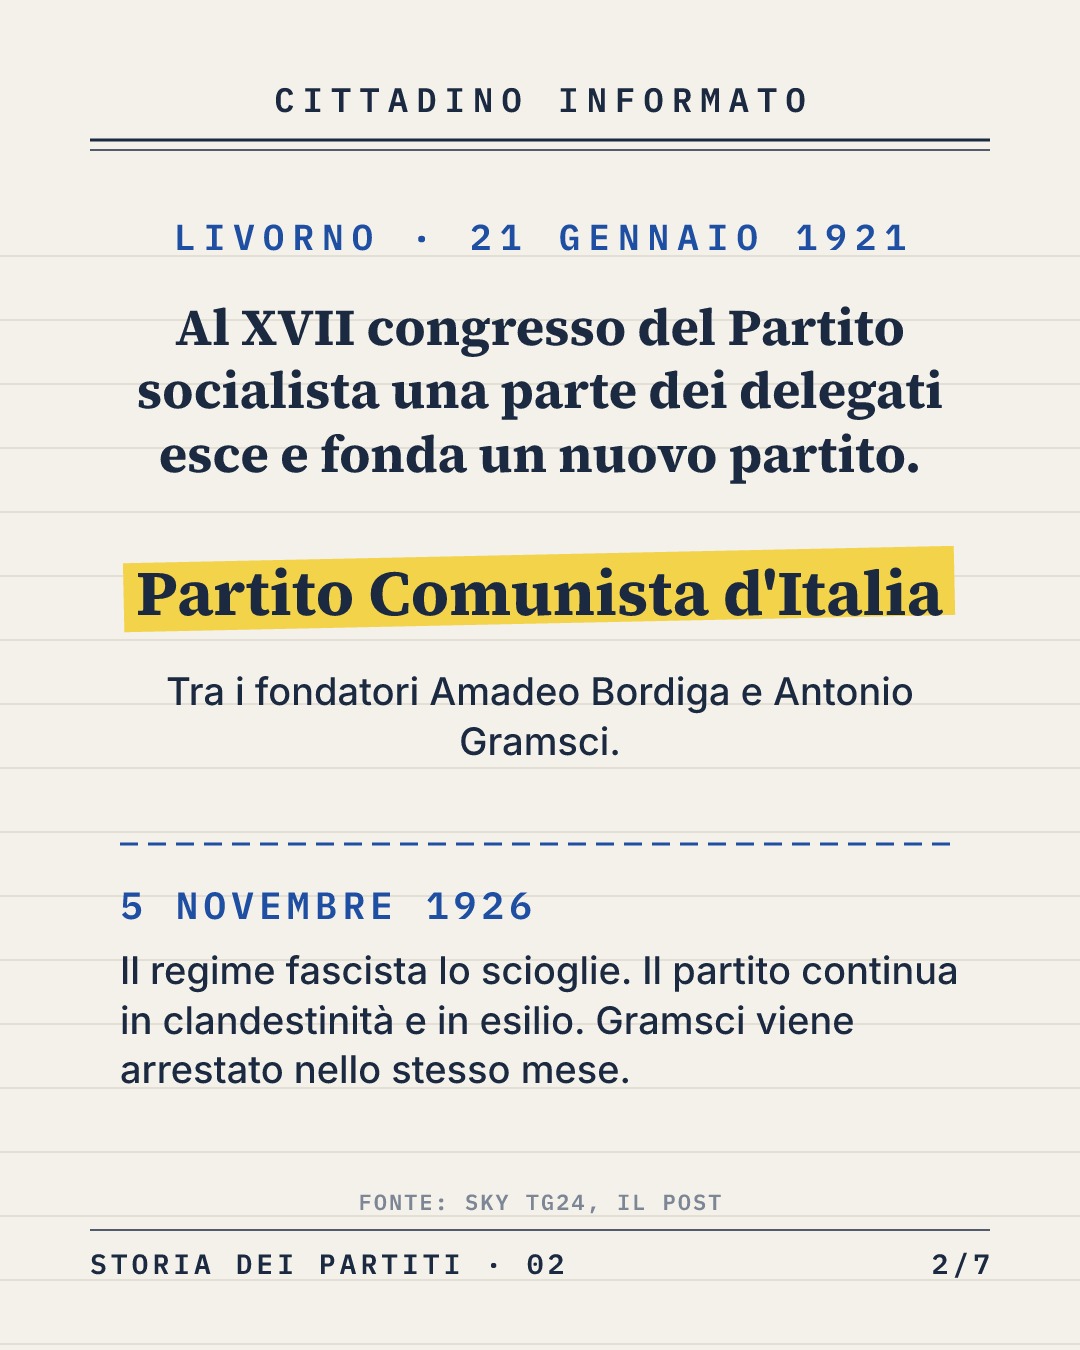 CITTADINO INFORMATO
LIVORNO · 21 GENNAIO 1921
Al XVII congresso del Partito
socialista una parte dei delegati
esce e fonda un nuovo partito.
Partito Comunista d'Italia
Tra i fondatori Amadeo Bordiga e Antonio
Gramsci.
5 NOVEMBRE 1926
Il regime fascista lo scioglie. Il partito continua
in clandestinità e in esilio. Gramsci viene
arrestato nello stesso mese.
FONTE: SKY TG24, IL POST
STORIA DEI PARTITI · 02
2/7